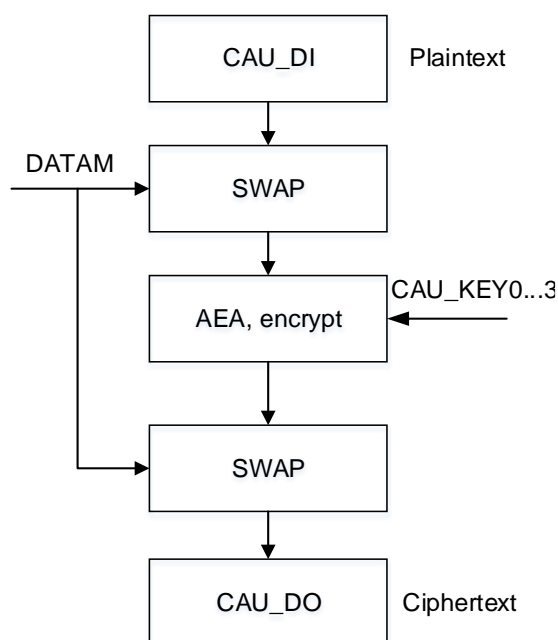 CAU_DI Plaintext
DATAM
SWAP
CAU_KEY0...3
AEA, encrypt
SWAP
CAU_DO Ciphertext